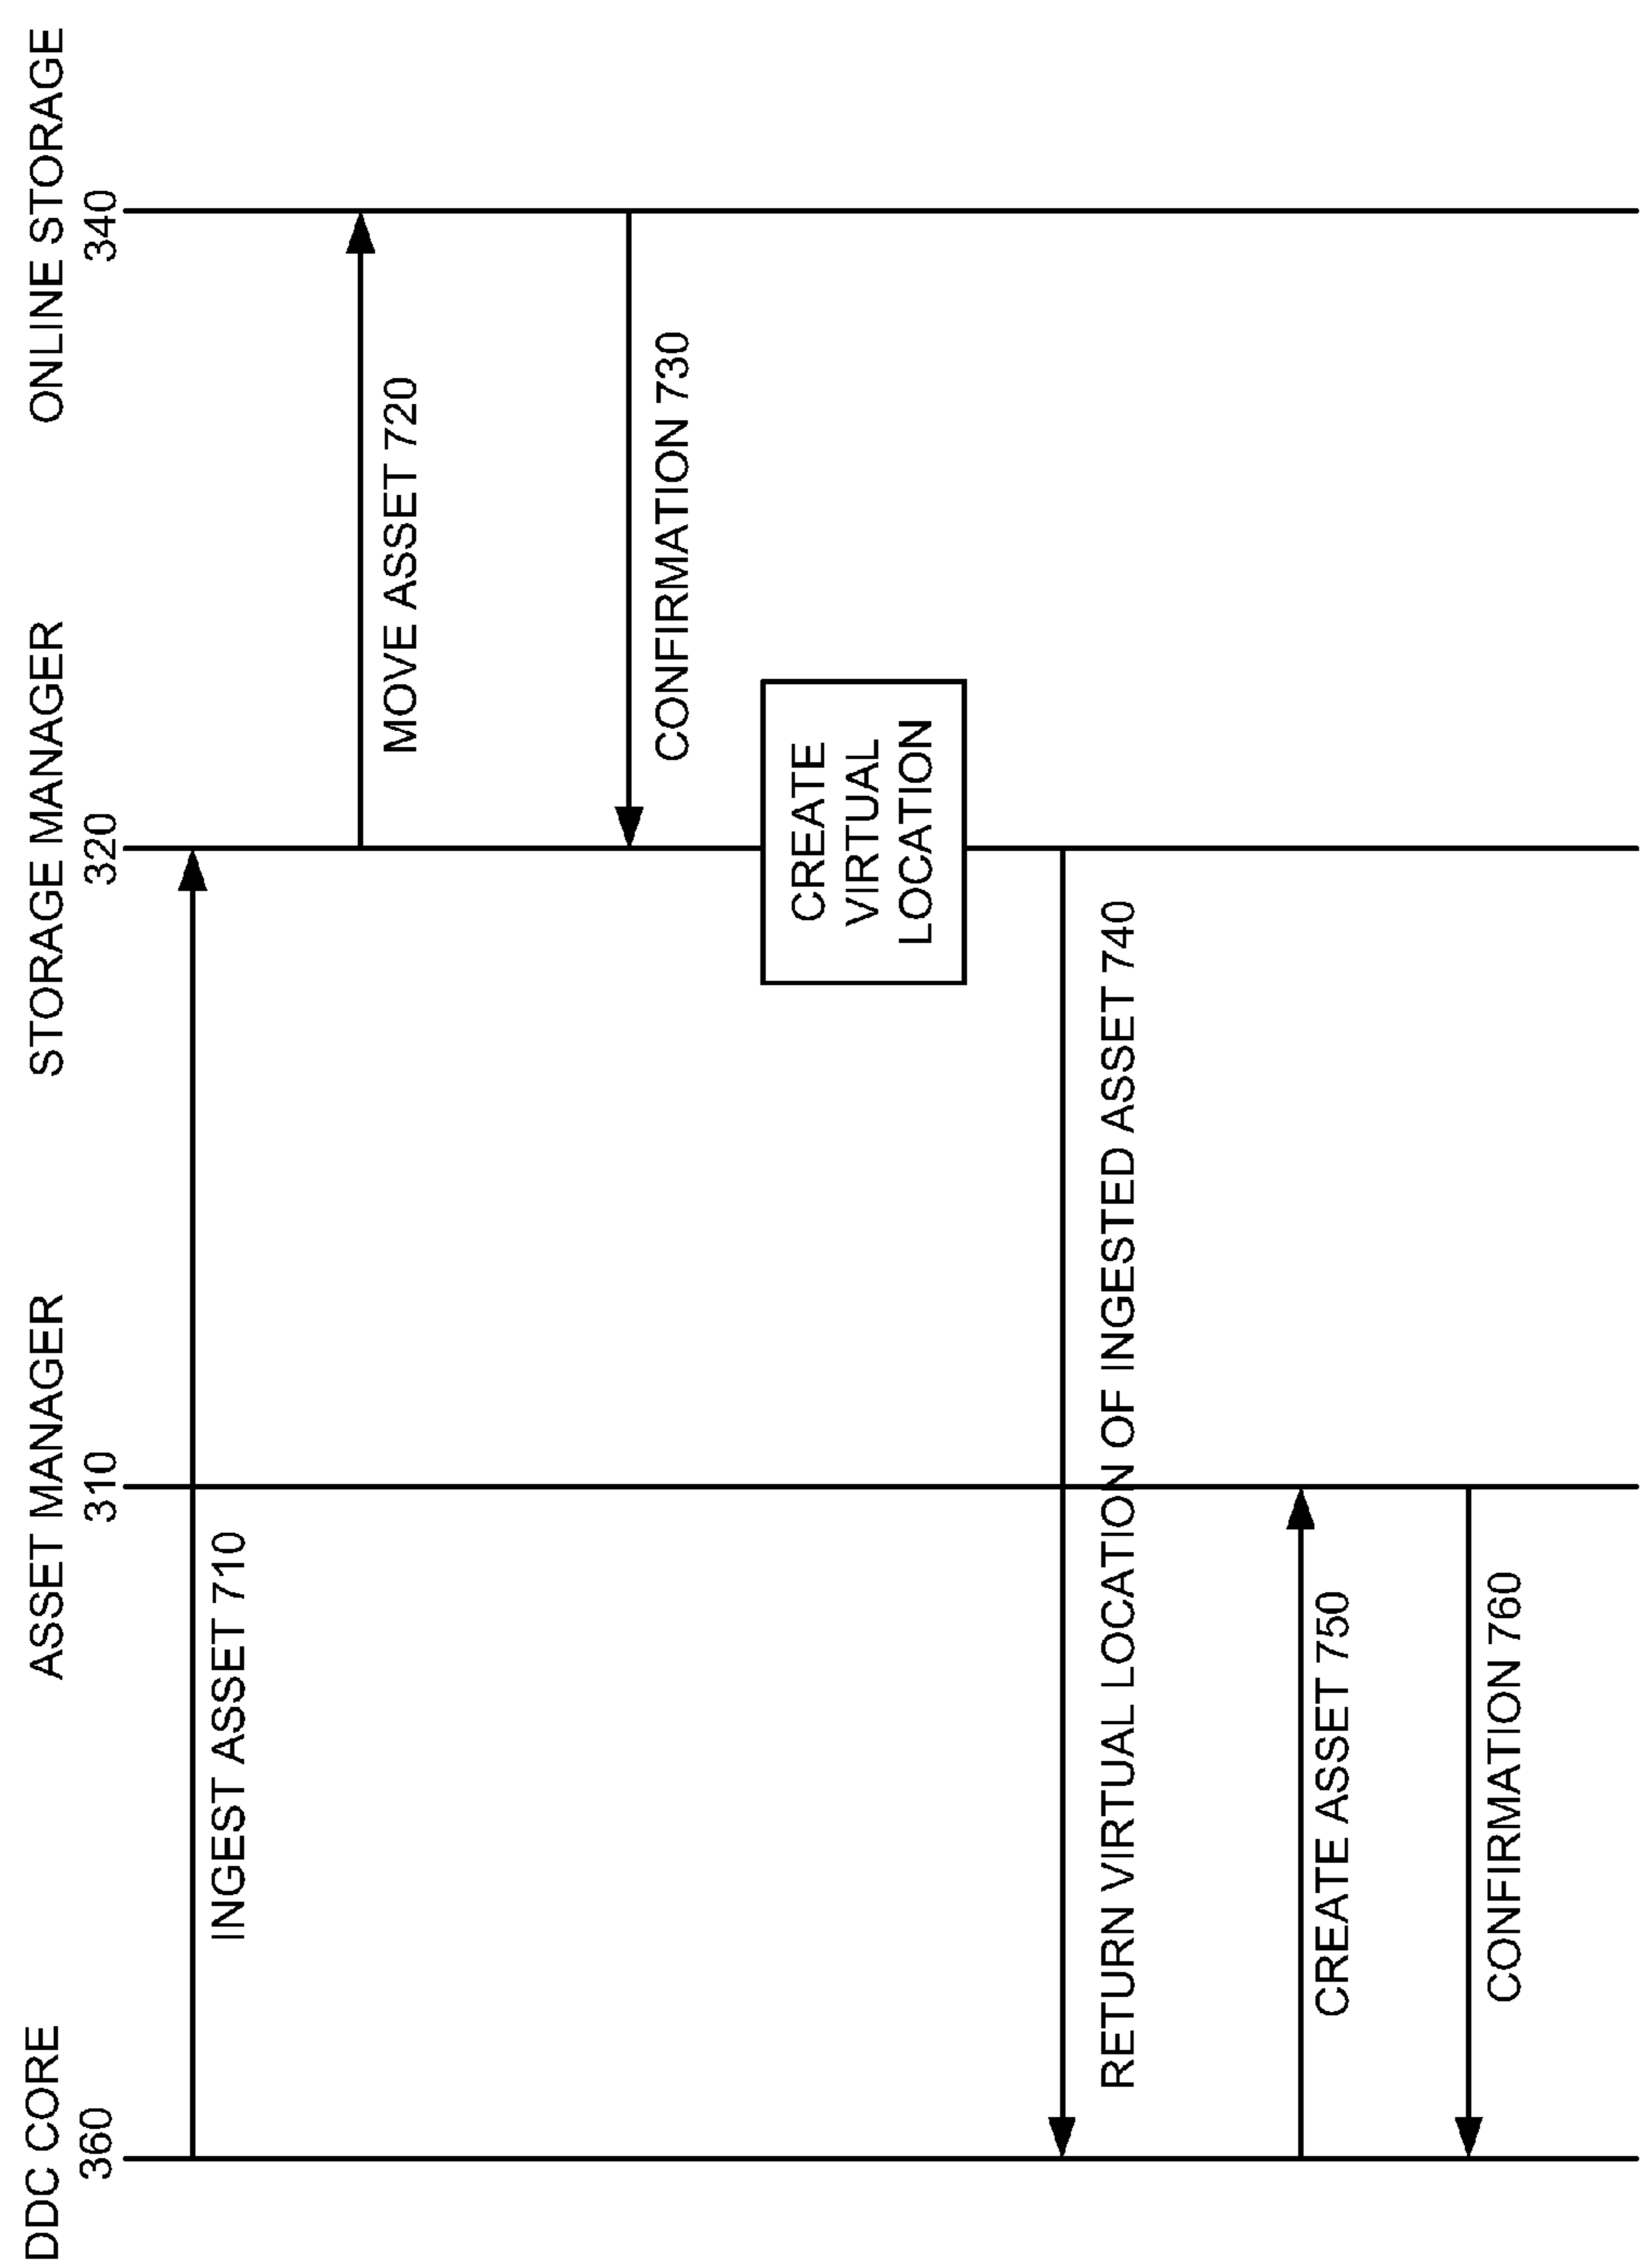 DDC CORE
360
ASSET MANAGER
310
STORAGE MANAGER
320
ONLINE STORAGE
340
INGEST ASSET 710
MOVE ASSET 720
CONFIRMATION 730
CREATE
VIRTUAL
LOCATION
RETURN VIRTUAL LOCATION OF INGESTED ASSET 740
CREATE ASSET 750
CONFIRMATION 760